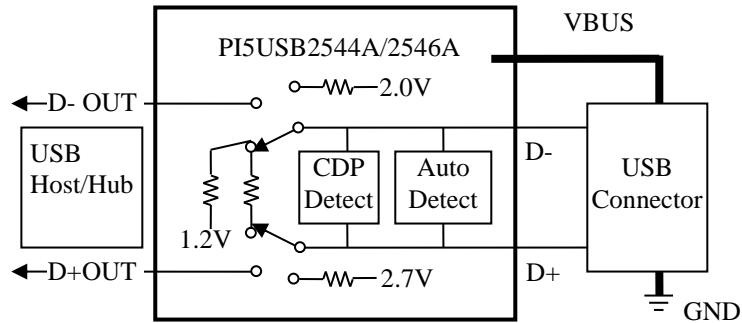 PI5USB2544A/2546A
VBUS
2.0V
D- OUT
USB
Host/Hub
CDP
Detect
Auto
Detect
D-
USB
Connector
1.2V
D+OUT
2.7V
D+
GND